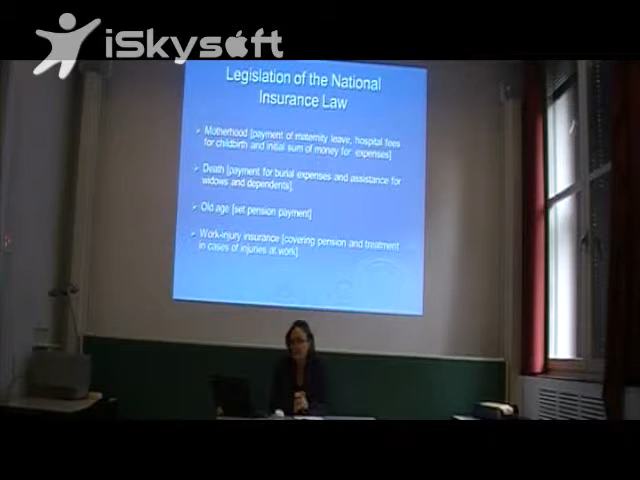 iSkysoft
Legislation of the National
Insurance Law
Motherhood [payment of maternity leave, hospital fees
for childbirth and initial sum of money for expenses]
Death [payment for burial expenses and assistance for
widows and dependents]
Old age [set pension payment]
Work-injury insurance [covering pension and treatment
in cases of injuries at work]